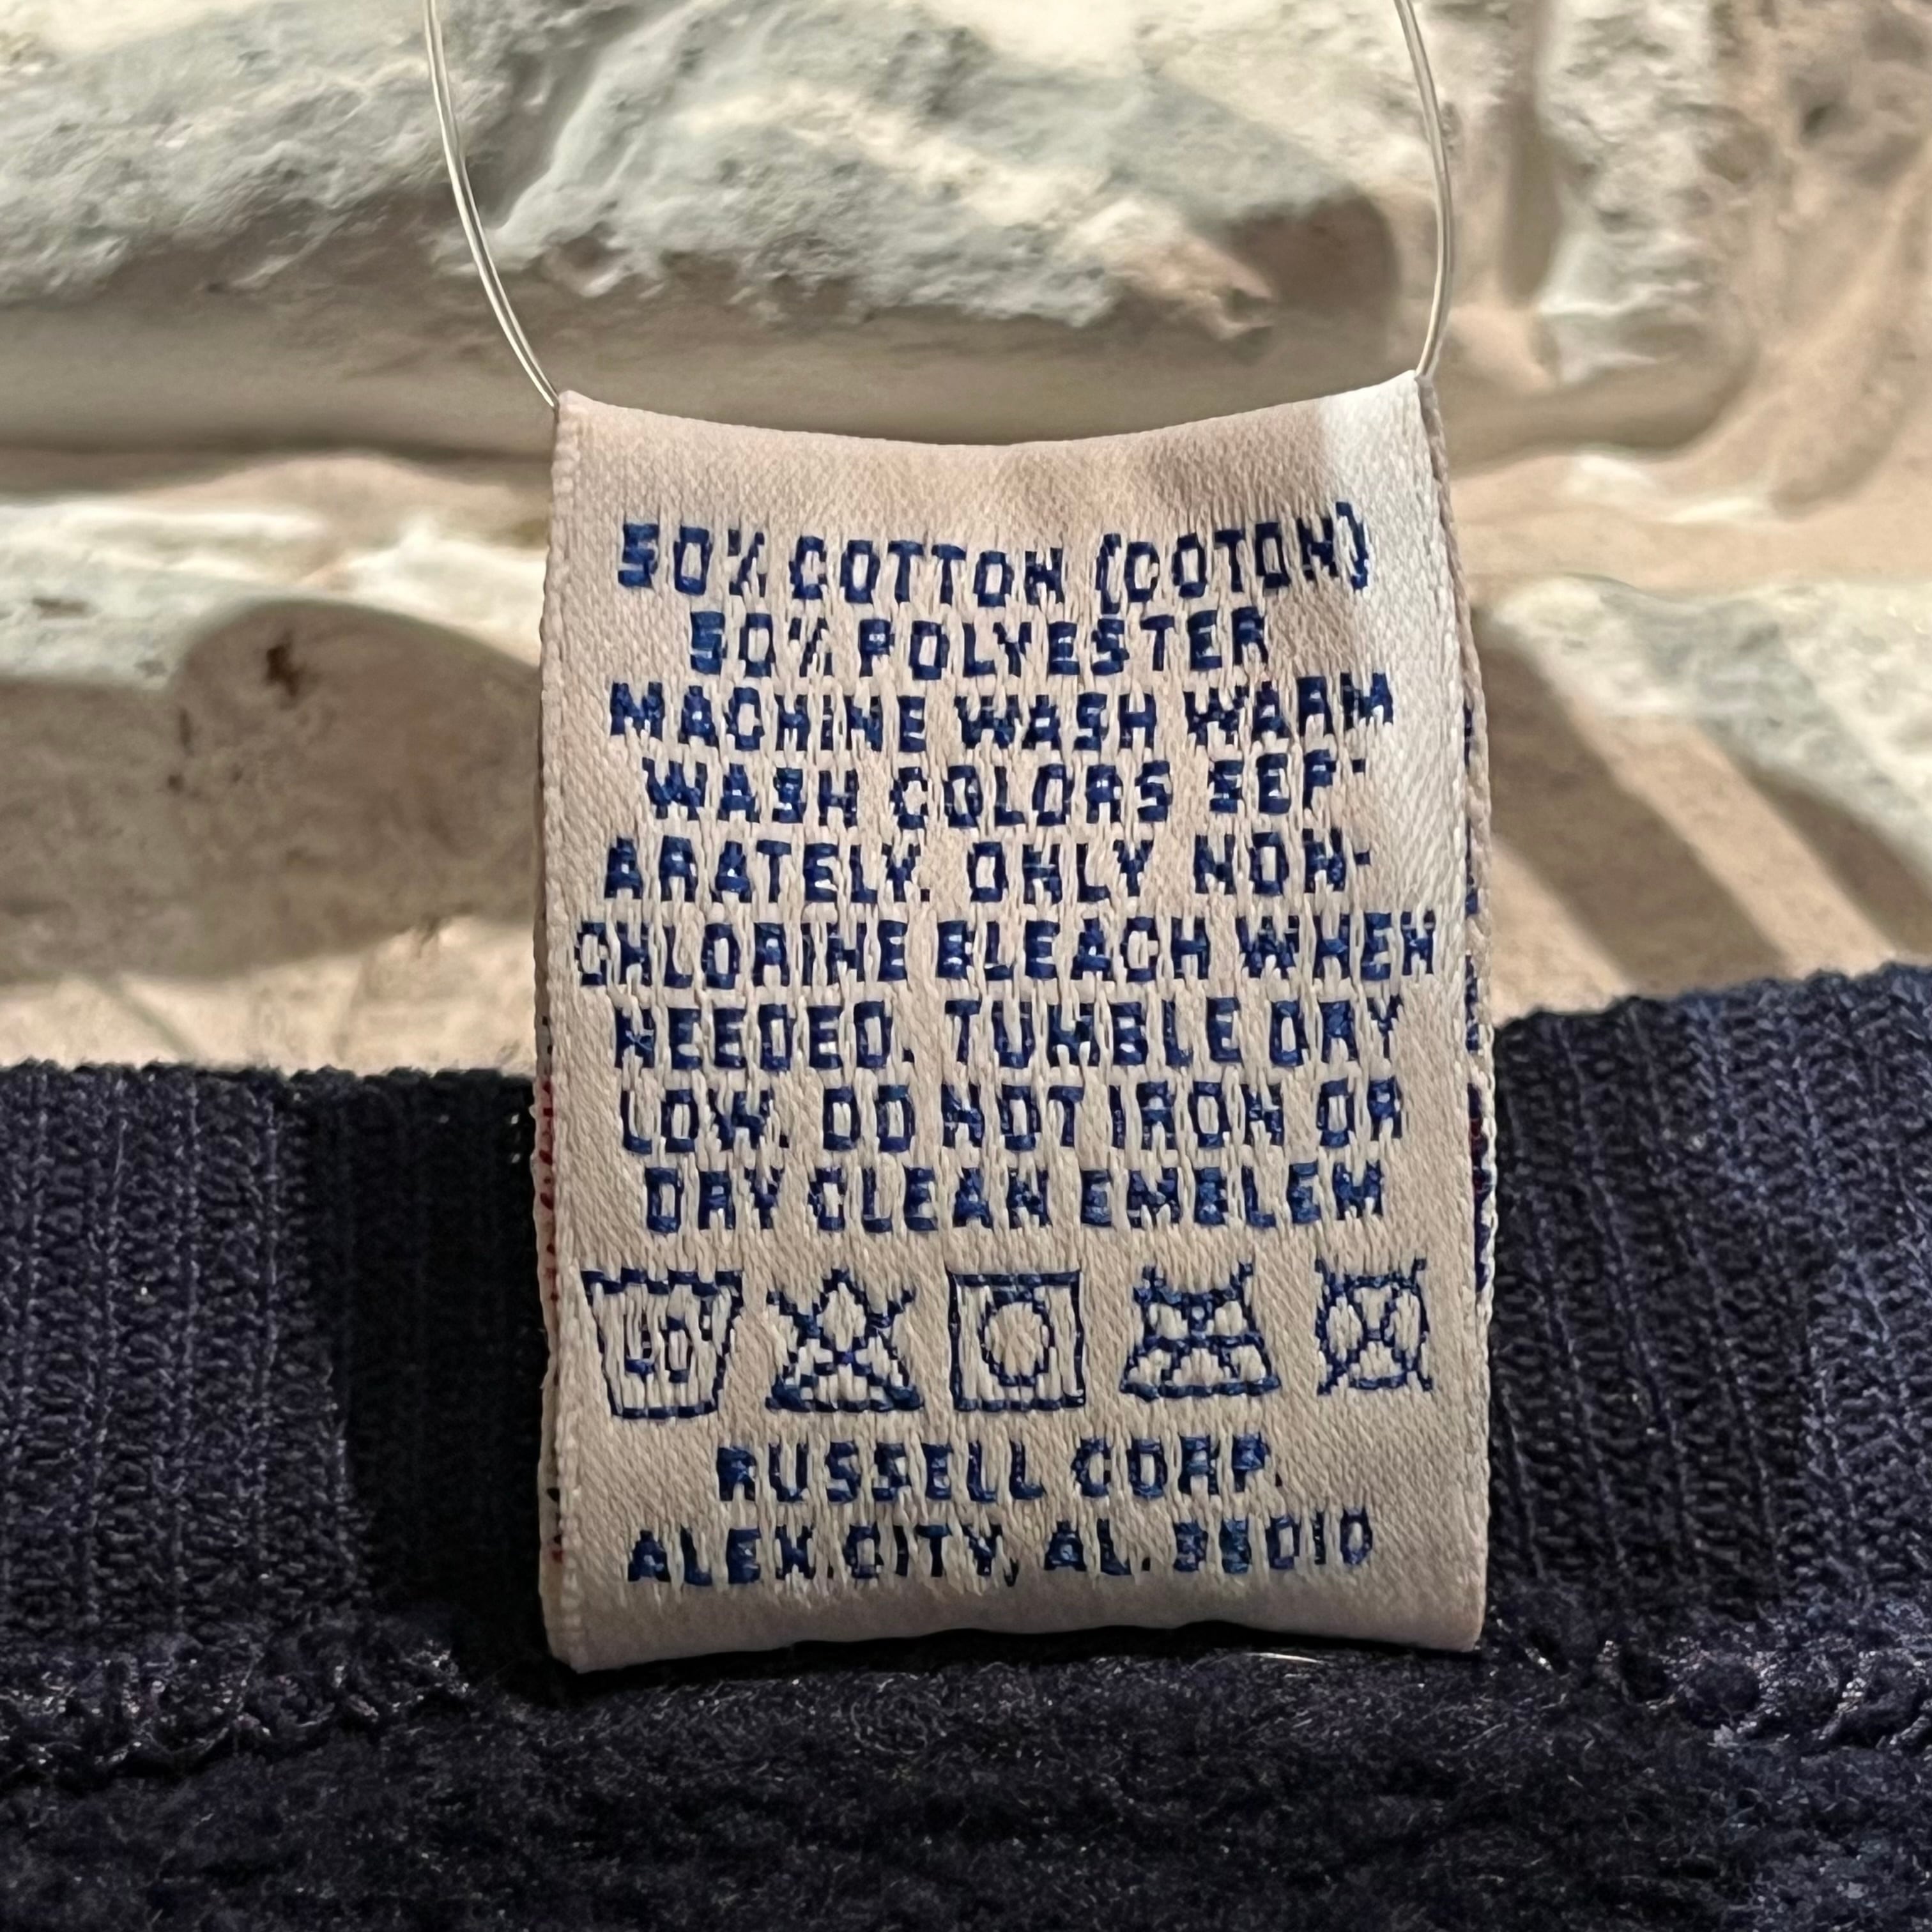 50% COTTON (COTON)
50% POLYESTER
MACHINE WASH WARM
WASH COLORS SEP-
ARATELY. ONLY NON-
CHLORINE BLEACH WHEN
NEEDED. TUMBLE DRY
LOW. DO NOT IRON OR
DRY CLEAN EMBLEM
40°
RUSSELL CORP.
ALEX.CITY, AL. 35010